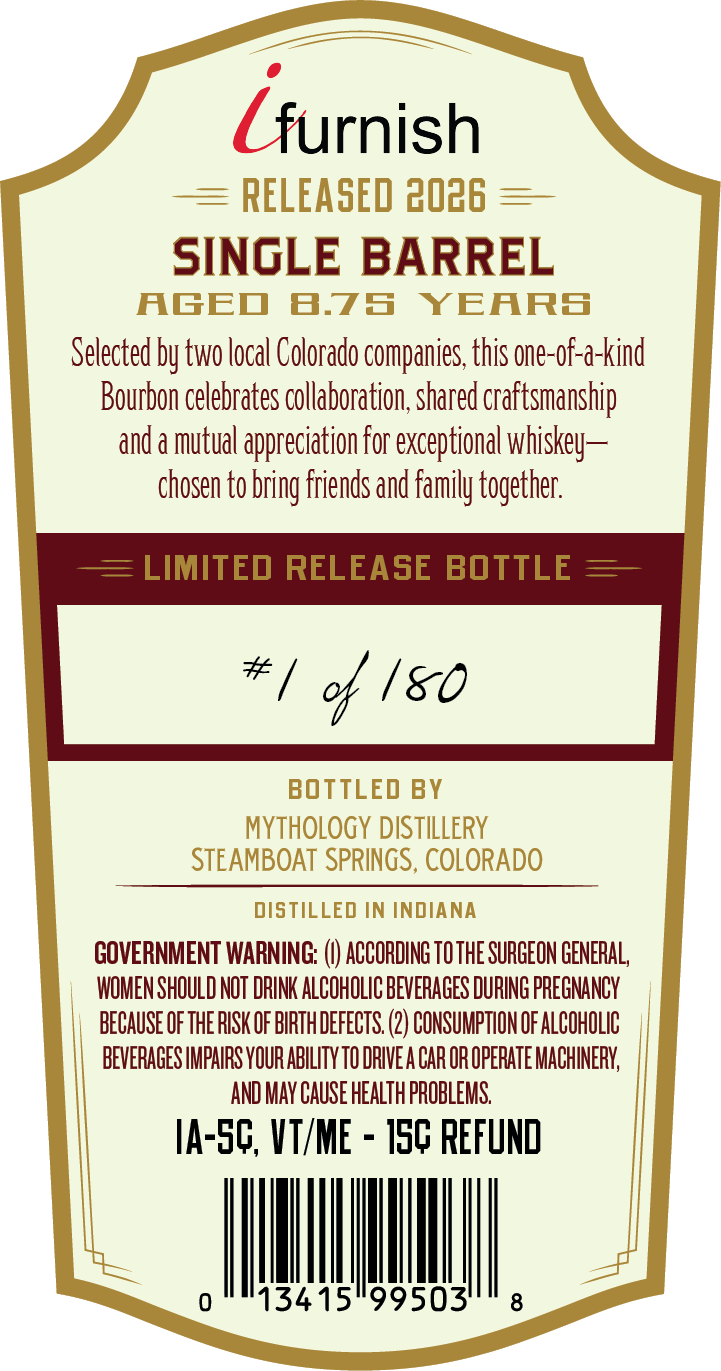 ifurnish
RELEASED 2026
SINGLE BARREL
AGED 8.75 YEARS
Selected by two local Colorado companies, this one-of-a-kind
Bourbon celebrates collaboration, shared craftsmanship
and a mutual appreciation for exceptional whiskey—
chosen to bring friends and family together.
LIMITED RELEASE BOTTLE
#1 of 180
BOTTLED BY
MYTHOLOGY DISTILLERY
STEAMBOAT SPRINGS, COLORADO
DISTILLED IN INDIANA
GOVERNMENT WARNING: (1) ACCORDING TO THE SURGEON GENERAL,
WOMEN SHOULD NOT DRINK ALCOHOLIC BEVERAGES DURING PREGNANCY
BECAUSE OF THE RISK OF BIRTH DEFECTS. (2) CONSUMPTION OF ALCOHOLIC
BEVERAGES IMPAIRS YOUR ABILITY TO DRIVE A CAR OR OPERATE MACHINERY,
AND MAY CAUSE HEALTH PROBLEMS.
IA-5¢, VT/ME - 15¢ REFUND
0 13415 99503 8